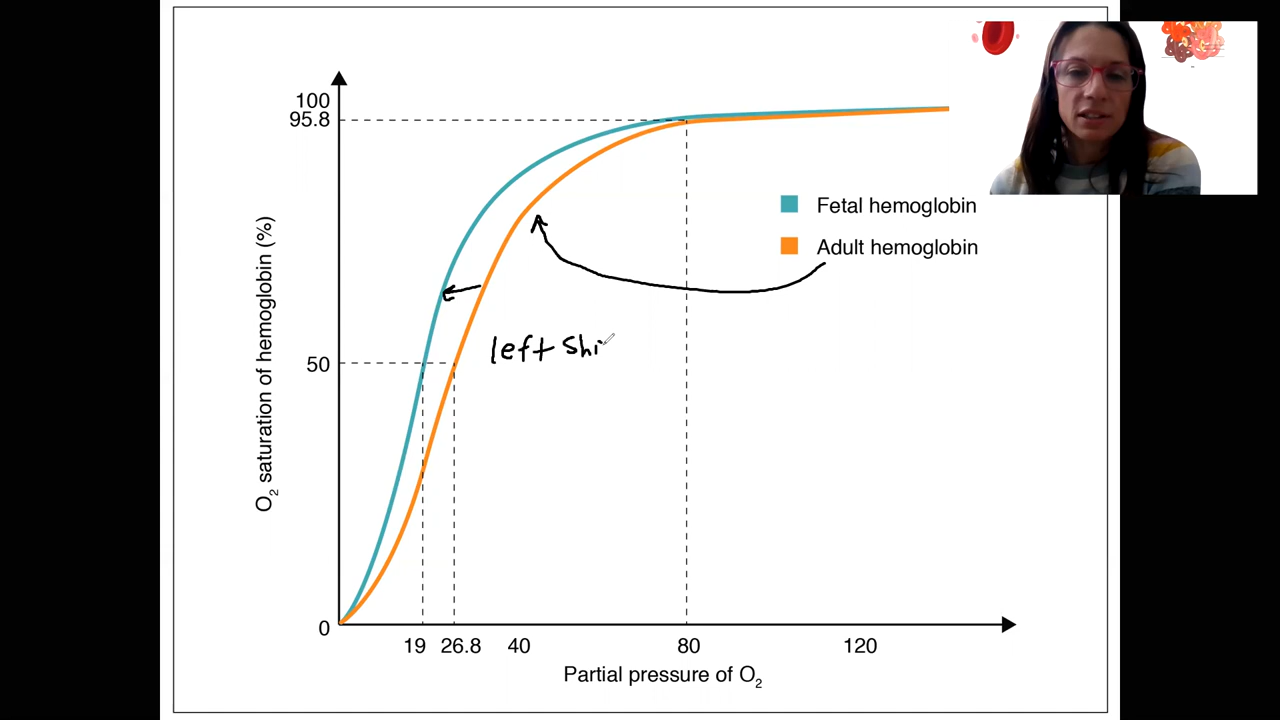 100
95.8
50
0
O2 saturation of hemoglobin (%)
Fetal hemoglobin
Adult hemoglobin
left Shi
19 26.8 40 80 120
Partial pressure of O2